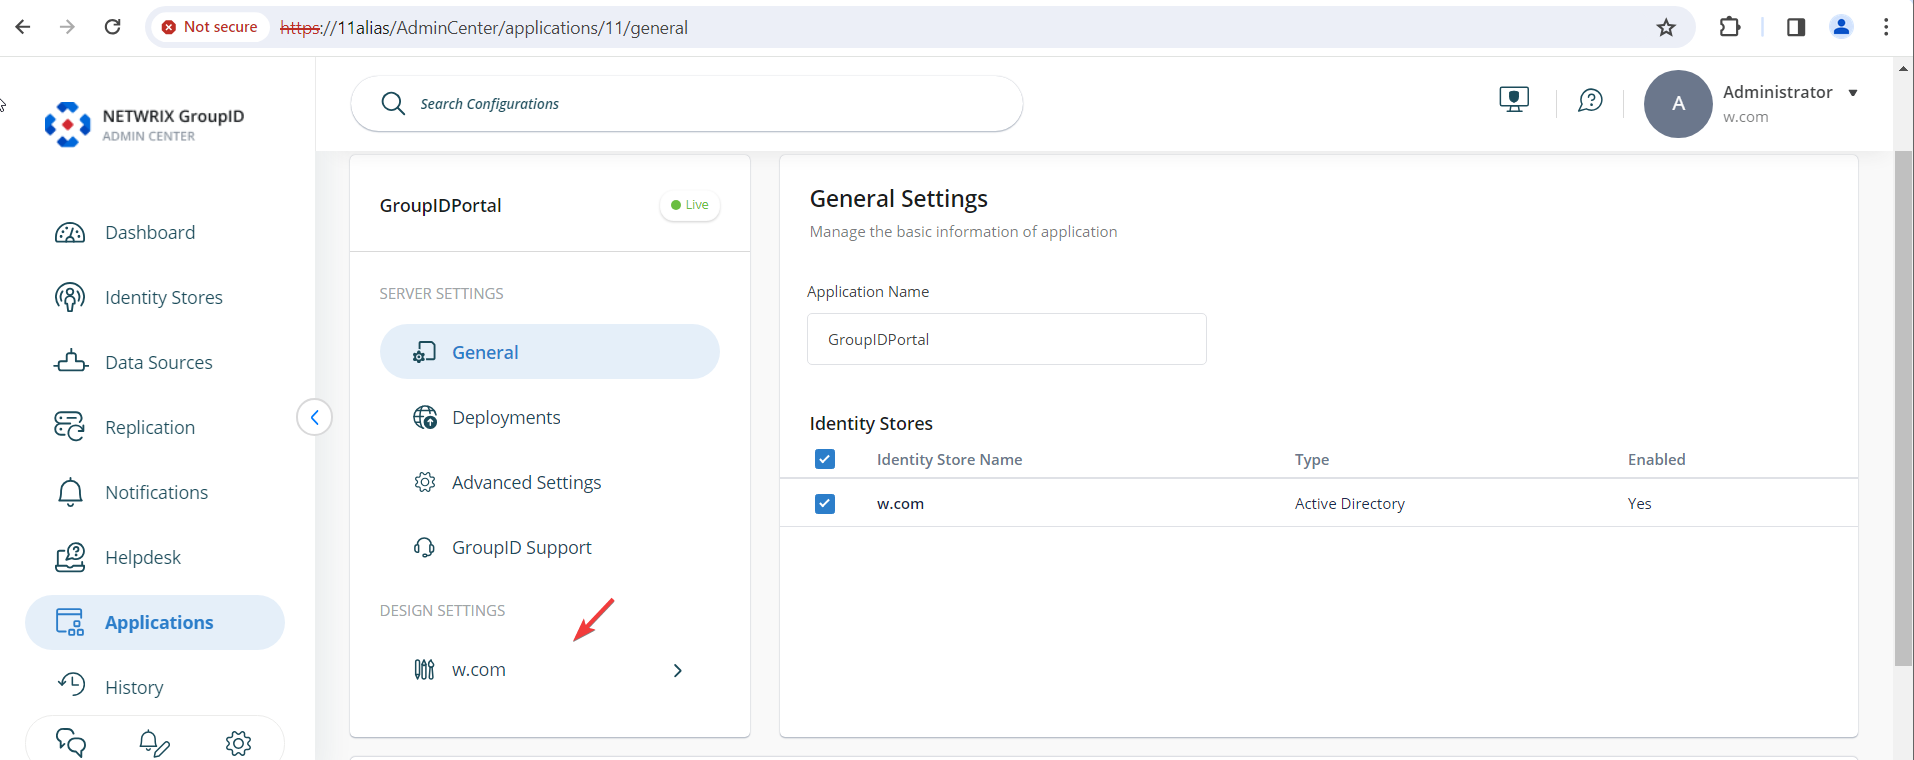 Not secure https://11alias/AdminCenter/applications/11/general
NETWRIX GroupID
ADMIN CENTER
Search Configurations
A
Administrator
w.com
Dashboard
Identity Stores
Data Sources
Replication
Notifications
Helpdesk
Applications
History
GroupIDPortal
Live
SERVER SETTINGS
General
Deployments
Advanced Settings
GroupID Support
DESIGN SETTINGS
w.com
General Settings
Manage the basic information of application
Application Name
GroupIDPortal
Identity Stores
Identity Store Name Type Enabled
w.com Active Directory Yes